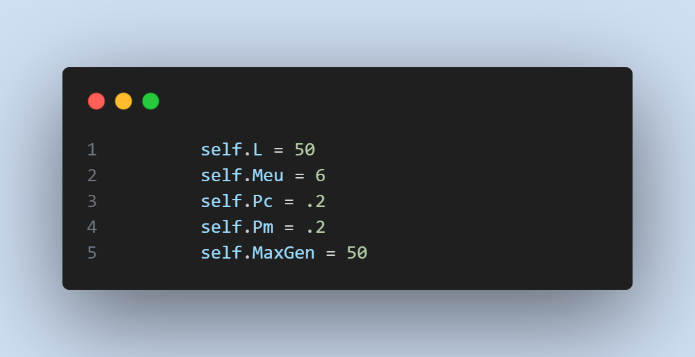 1 self.L = 50
2 self.Meu = 6
3 self.Pc = .2
4 self.Pm = .2
5 self.MaxGen = 50